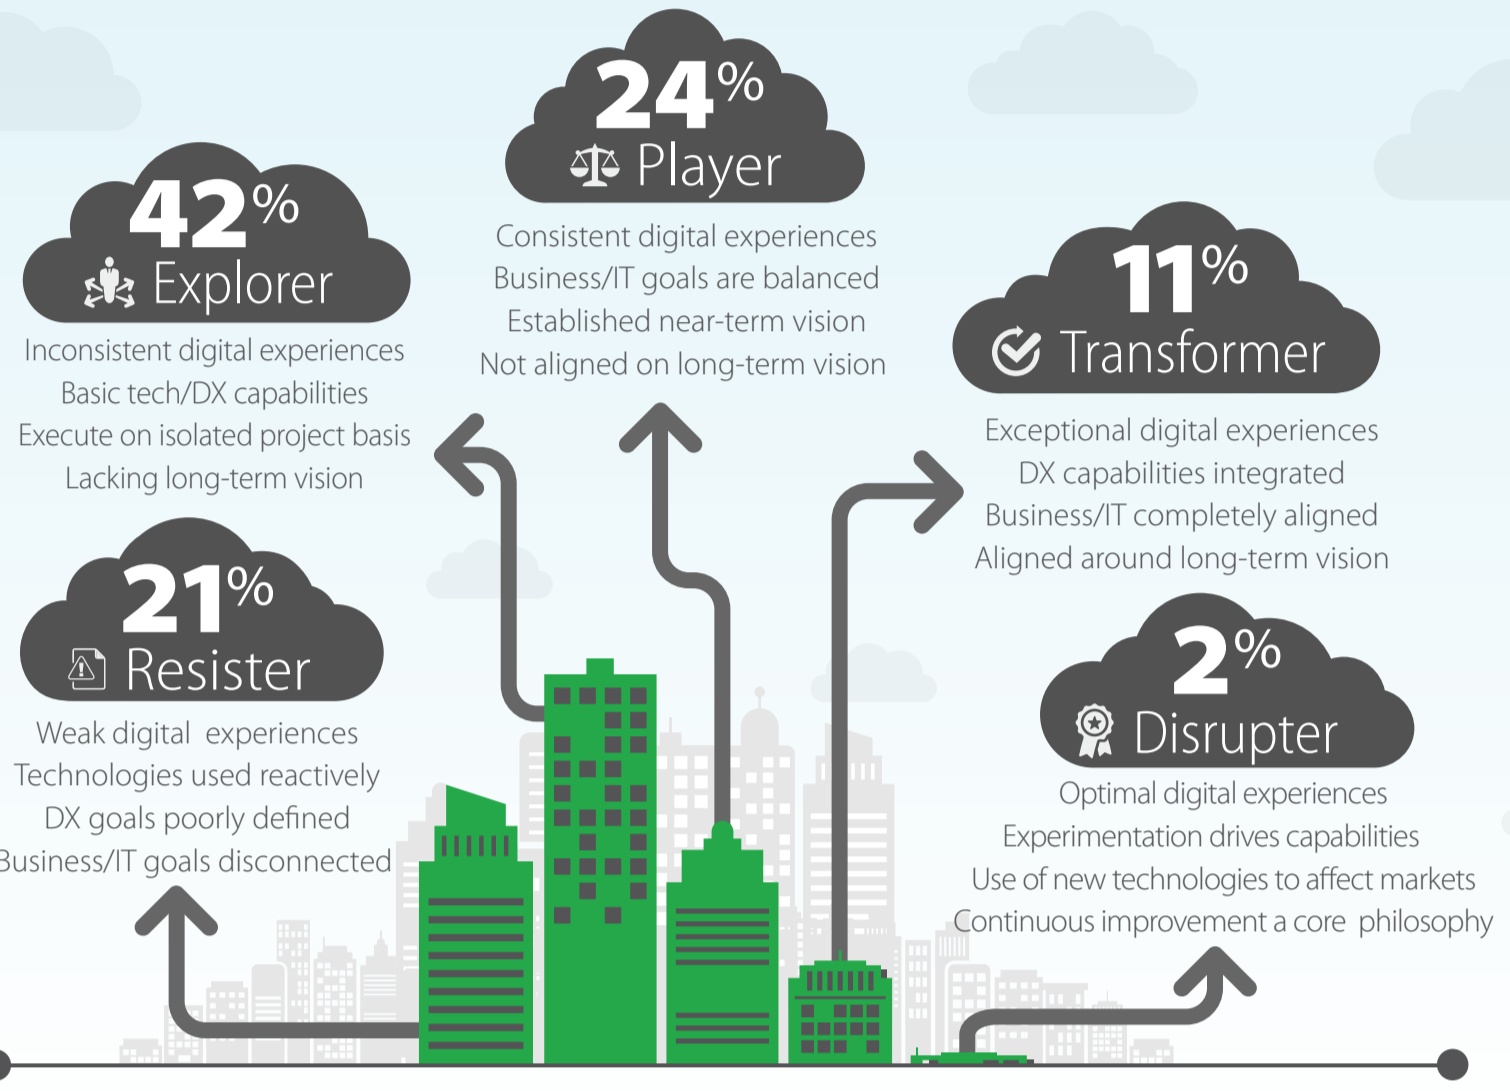 24%
Player
Consistent digital experiences
Business/IT goals are balanced
Established near-term vision
Not aligned on long-term vision
42%
Explorer
Inconsistent digital experiences
Basic tech/DX capabilities
Execute on isolated project basis
Lacking long-term vision
11%
Transformer
Exceptional digital experiences
DX capabilities integrated
Business/IT completely aligned
Aligned around long-term vision
21%
Resister
Weak digital experiences
Technologies used reactively
DX goals poorly defined
Business/IT goals disconnected
2%
Disrupter
Optimal digital experiences
Experimentation drives capabilities
Use of new technologies to affect markets
Continuous improvement a core philosophy